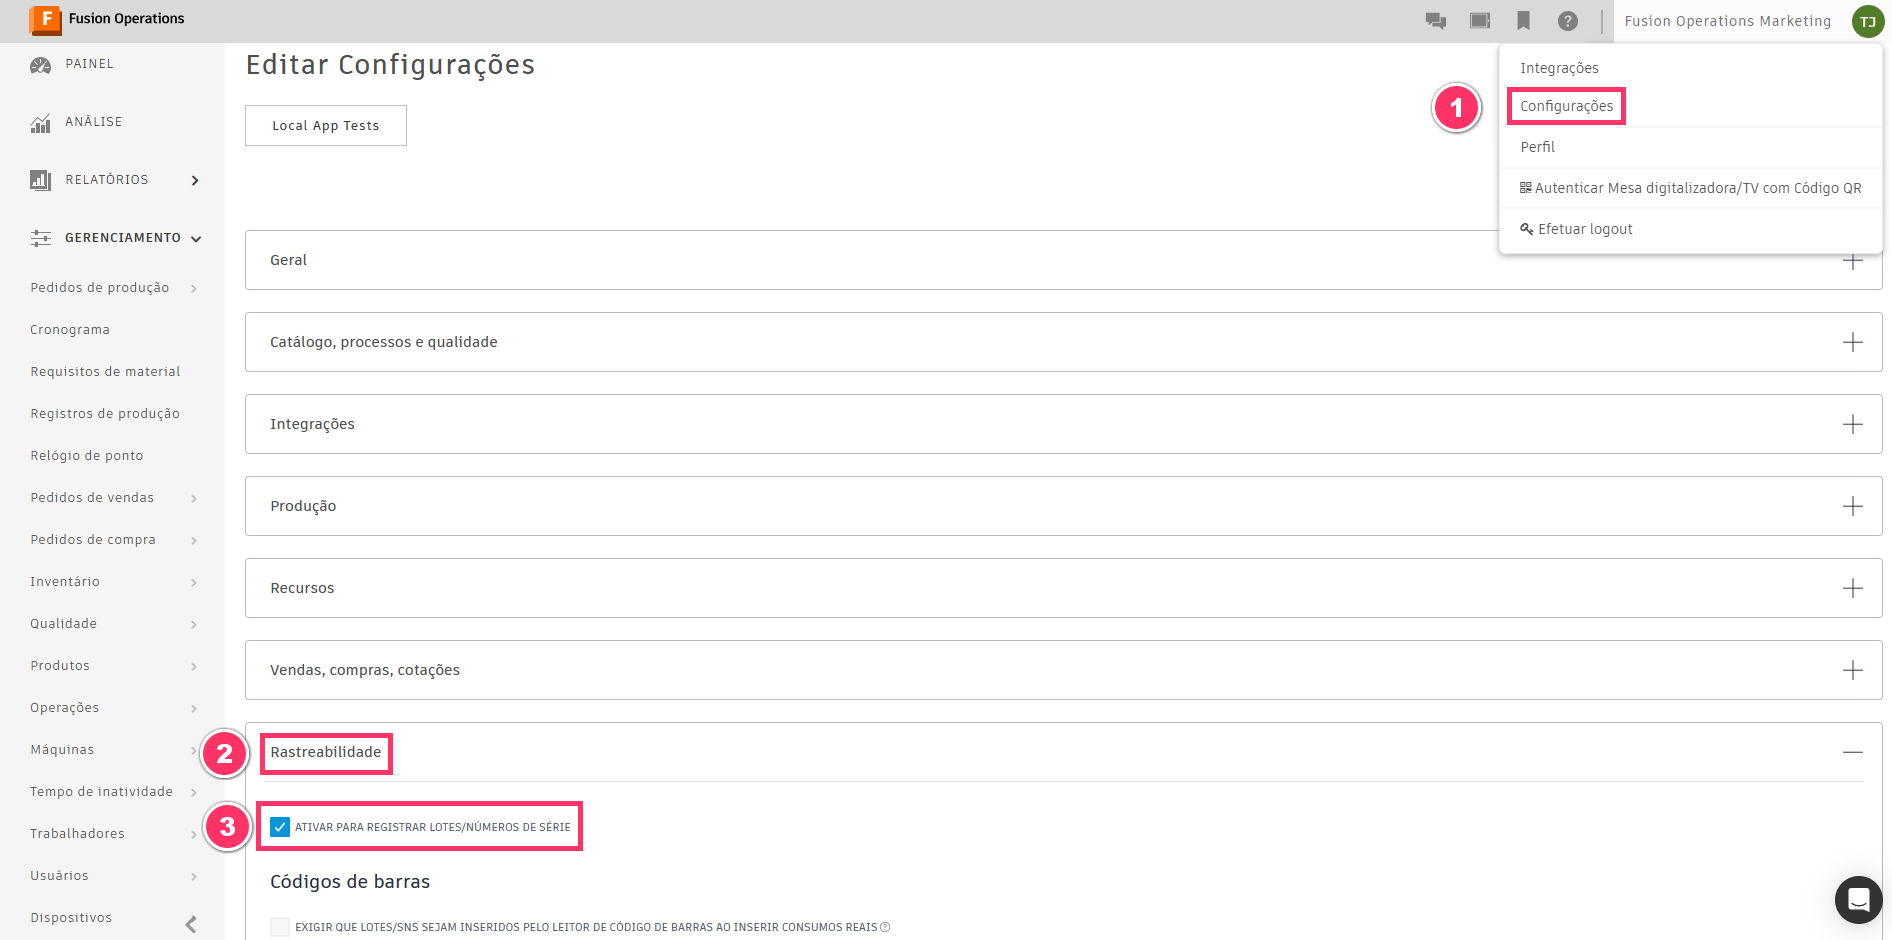 F Fusion Operations
Fusion Operations Marketing
TJ
PAINEL
ANÁLISE
RELATÓRIOS
GERENCIAMENTO
Pedidos de produção
Cronograma
Requisitos de material
Registros de produção
Relógio de ponto
Pedidos de vendas
Pedidos de compra
Inventário
Qualidade
Produtos
Operações
Máquinas
Tempo de inatividade
Trabalhadores
Usuários
Dispositivos
Editar Configurações
Local App Tests
1
Integrações
Configurações
Perfil
Autenticar Mesa digitalizadora/TV com Código QR
Efetuar logout
Geral
Catálogo, processos e qualidade
Integrações
Produção
Recursos
Vendas, compras, cotações
2
Rastreabilidade
3
ATIVAR PARA REGISTRAR LOTES/NÚMEROS DE SÉRIE
Códigos de barras
EXIGIR QUE LOTES/SNS SEJAM INSERIDOS PELO LEITOR DE CÓDIGO DE BARRAS AO INSERIR CONSUMOS REAIS